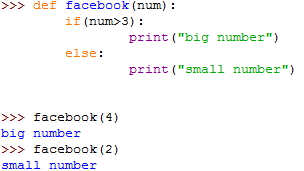 >>> def facebook(num):
        if(num>3):
                print("big number")
        else:
                print("small number")
>>> facebook(4)
big number
>>> facebook(2)
small number